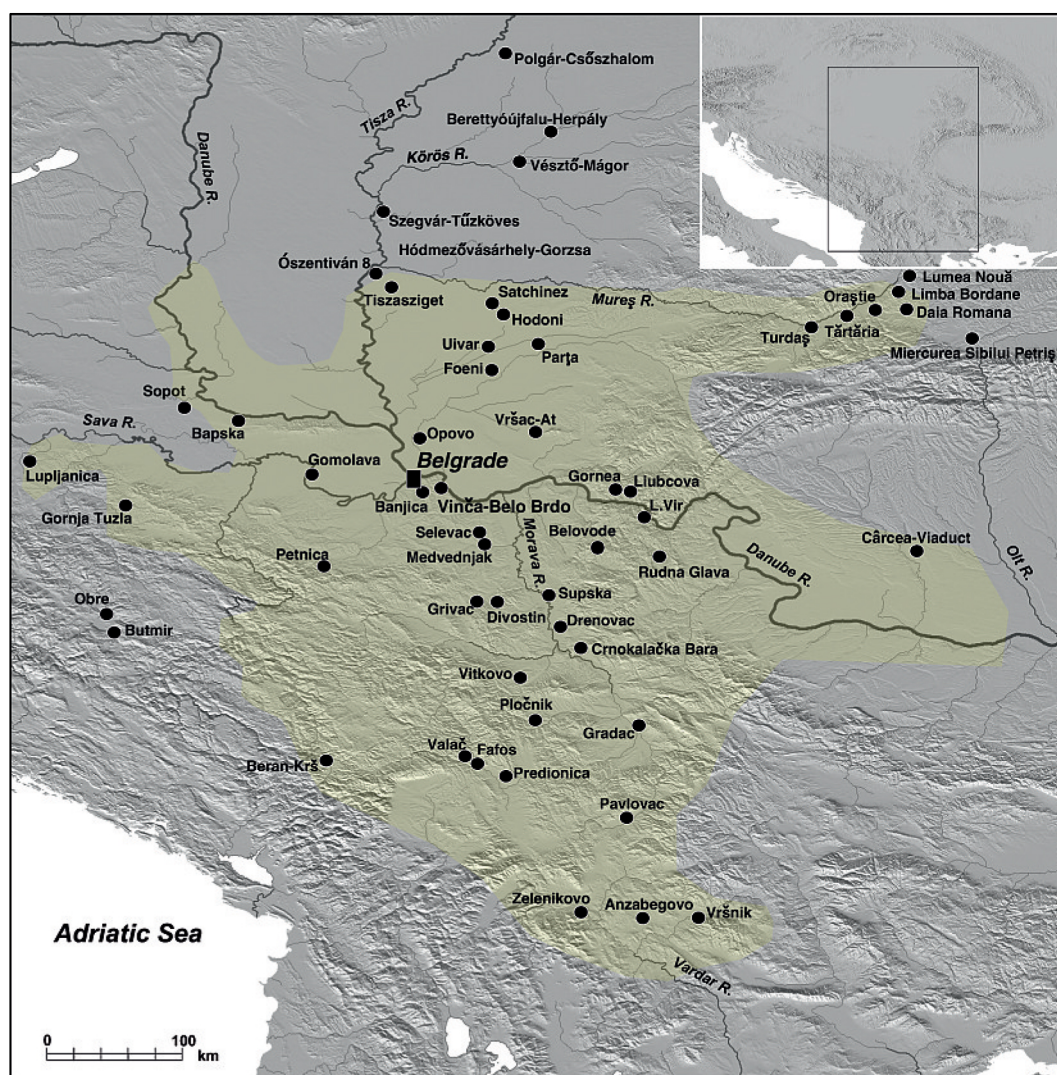 Polgár-Csőszhalom
Tisza R.
Berettyóújfalu-Herpály
Danube R.
Körös R.
Vésztő-Mágor
Szegvár-Tűzköves
Hódmezővásárhely-Gorzsa
Ószentiván 8
Tiszasziget
Satchinez
Mureş R.
Hodoni
Lumea Nouă
Limba Bordane
Oraştie
Daia Romana
Tărtăria
Turdaş
Miercurea Sibilui Petriş
Uivar
Parţa
Foeni
Sopot
Sava R.
Bapska
Vršac-At
Opovo
Belgrade
Lupljanica
Gomolava
Gornea
Liubcova
Banjica
Vinča-Belo Brdo
Gornja Tuzla
L.Vir
Selevac
Morava R.
Belovode
Cârcea-Viaduct
Medvednjak
Petnica
Rudna Glava
Danube R.
Olt R.
Supska
Obre
Grivac
Divostin
Butmir
Drenovac
Crnokalačka Bara
Vitkovo
Pločnik
Gradac
Valač
Fafos
Beran-Krš
Predionica
Pavlovac
Zelenikovo
Anzabegovo
Vršnik
Adriatic Sea
Vardar R.
0 100
km